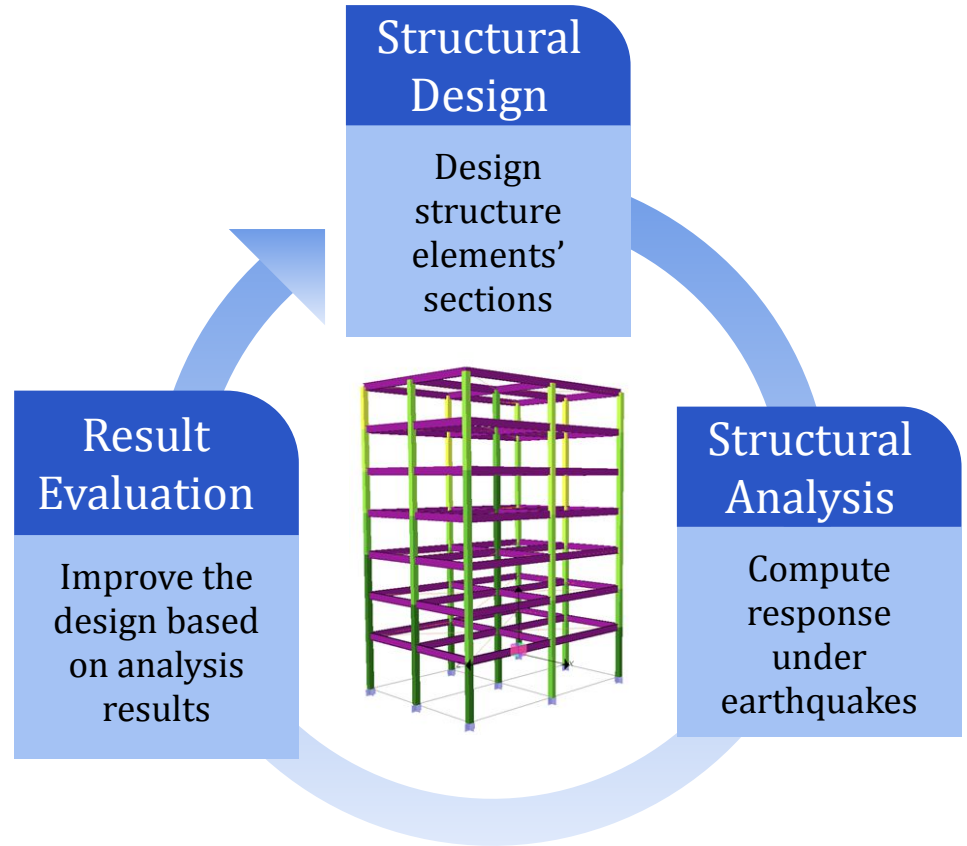 Structural
Design
Design
structure
elements’
sections
Structural
Analysis
Compute
response
under
earthquakes
Result
Evaluation
Improve the
design based
on analysis
results